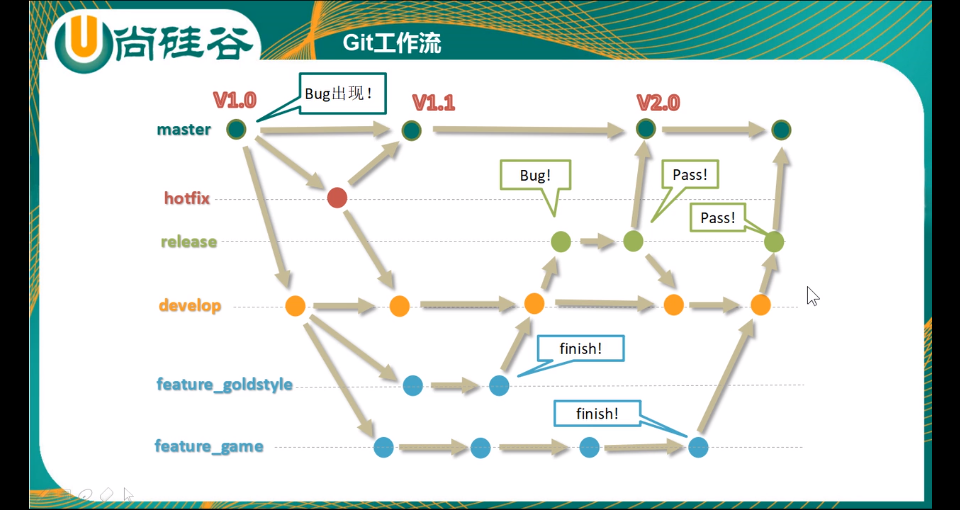 尚硅谷
Git工作流
V1.0
Bug出现！
V1.1
V2.0
master
Bug!
Pass!
hotfix
Pass!
release
develop
finish!
feature_goldstyle
finish!
feature_game